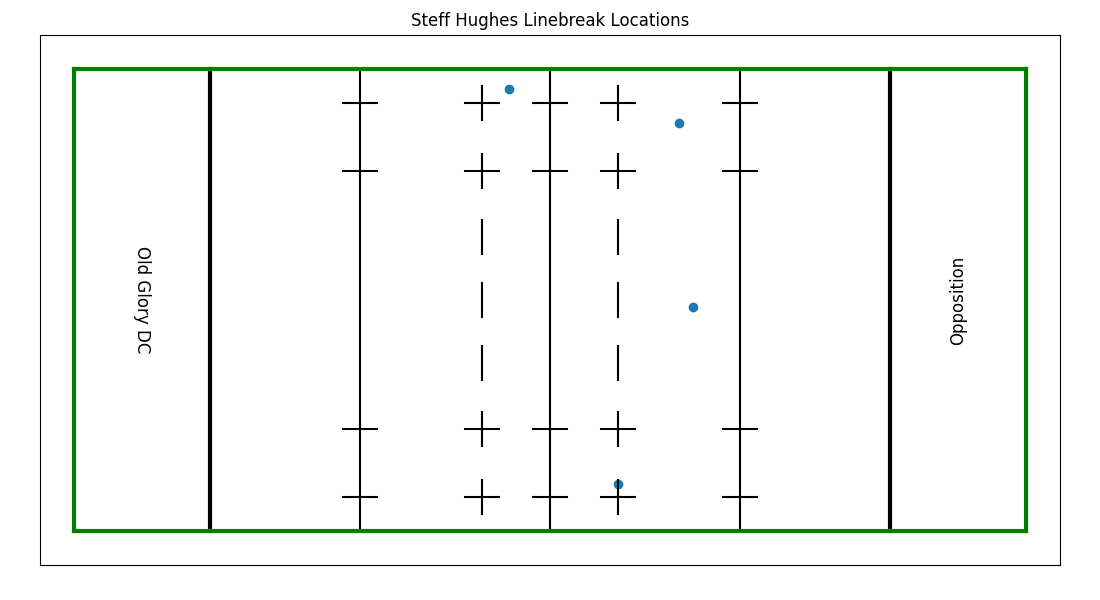 Steff Hughes Linebreak Locations
Old Glory DC
Opposition